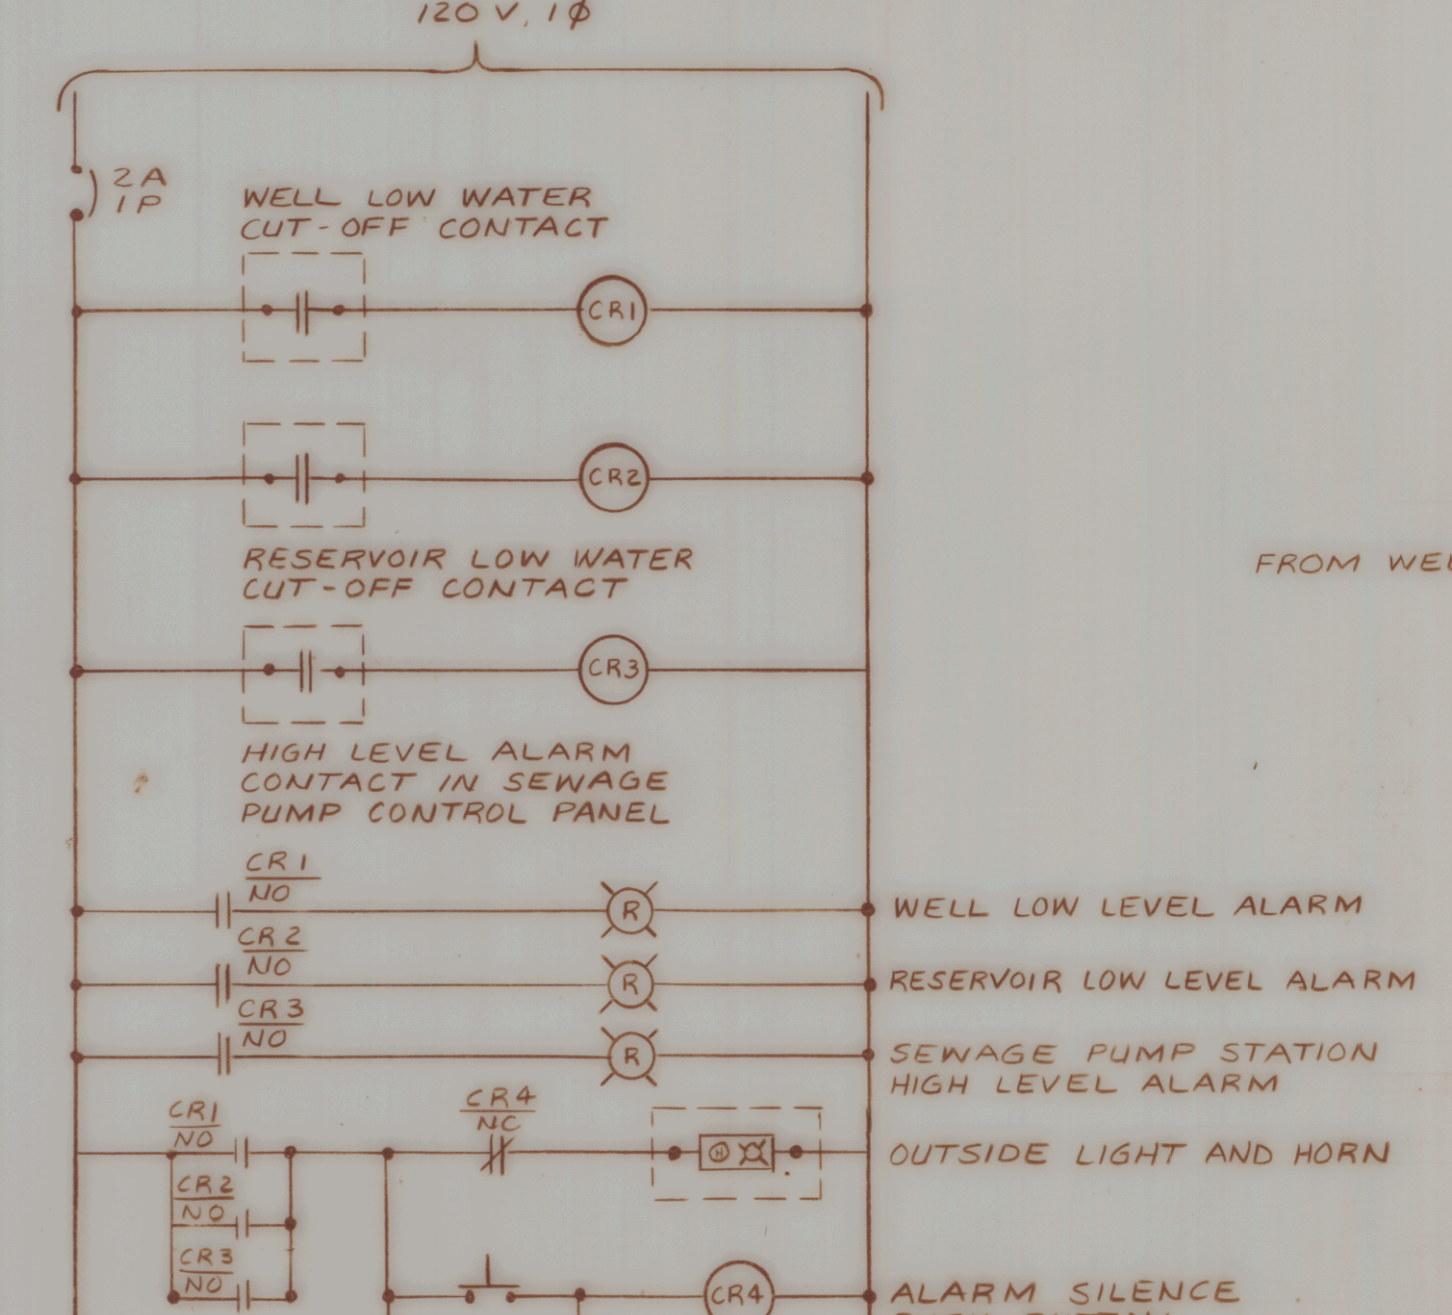 120 V, 1 Ø
2A
1P
WELL LOW WATER
CUT-OFF CONTACT
CR1
CR2
RESERVOIR LOW WATER
CUT-OFF CONTACT
FROM
CR3
HIGH LEVEL ALARM
CONTACT IN SEWAGE
PUMP CONTROL PANEL
CR1
NO
R
WELL LOW LEVEL ALARM
CR2
NO
R
RESERVOIR LOW LEVEL ALARM
CR3
NO
R
SEWAGE PUMP STATION
HIGH LEVEL ALARM
CR1
NO
CR4
NC
H
OUTSIDE LIGHT AND HORN
CR2
NO
CR3
NO
CR4
ALARM SILENCE